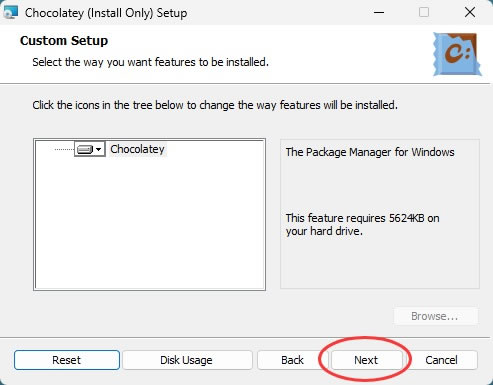 Chocolatey (Install Only) Setup
Custom Setup
Select the way you want features to be installed.
C:
Click the icons in the tree below to change the way features will be installed.
Chocolatey
The Package Manager for Windows
This feature requires 5624KB on
your hard drive.
Browse...
Reset
Disk Usage
Back
Next
Cancel